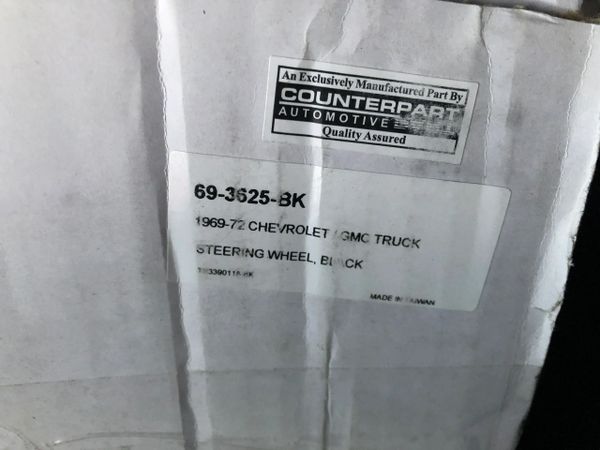 An Exclusively Manufactured Part By
COUNTERPART
AUTOMOTIVE
Quality Assured
69-3625-BK
1969-72 CHEVROLET / GMC TRUCK
STEERING WHEEL, BLACK
MADE IN TAIWAN